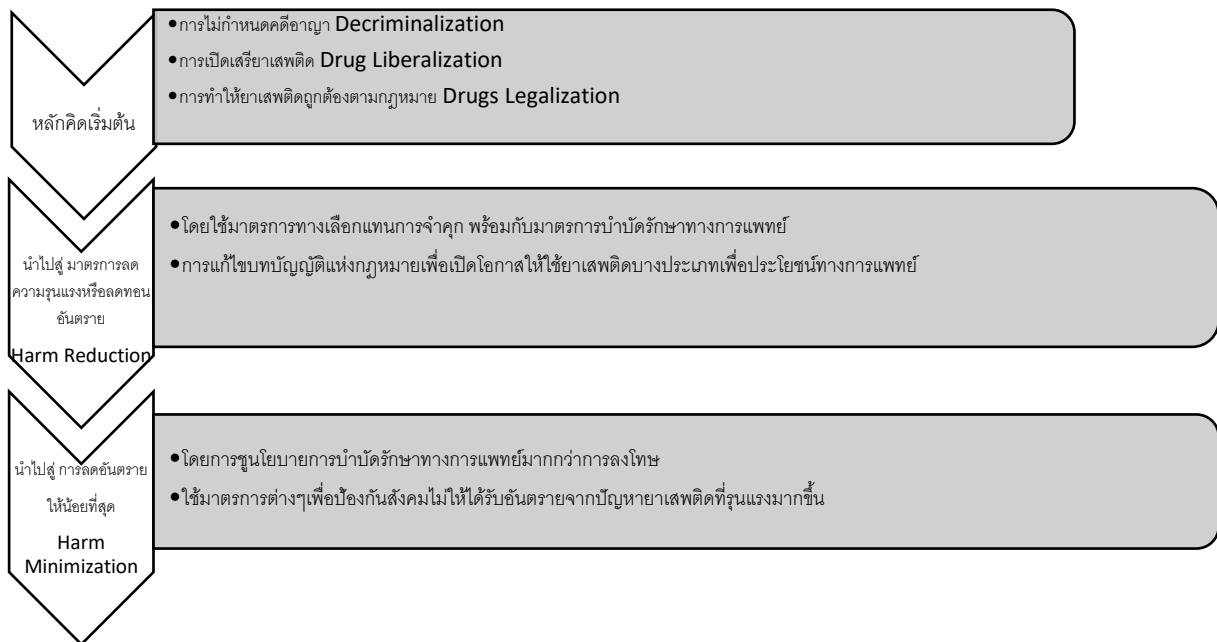 หลักคิดเริ่มต้น
•การไม่กำหนดคดีอาญา Decriminalization
•การเปิดเสรียาเสพติด Drug Liberalization
•การทำให้ยาเสพติดถูกต้องตามกฎหมาย Drugs Legalization
นำไปสู่ มาตรการลด
ความรุนแรงหรือลดทอน
อันตราย
Harm Reduction
•โดยใช้มาตรการทางเลือกแทนการจำคุก พร้อมกับมาตรการบำบัดรักษาทางการแพทย์
•การแก้ไขบทบัญญัติแห่งกฎหมายเพื่อเปิดโอกาสให้ใช้ยาเสพติดบางประเภทเพื่อประโยชน์ทางการแพทย์
นำไปสู่ การลดอันตราย
ให้น้อยที่สุด
Harm
Minimization
•โดยการชูนโยบายการบำบัดรักษาทางการแพทย์มากกว่าการลงโทษ
•ใช้มาตรการต่างๆเพื่อป้องกันสังคมไม่ให้ได้รับอันตรายจากปัญหายาเสพติดที่รุนแรงมากขึ้น